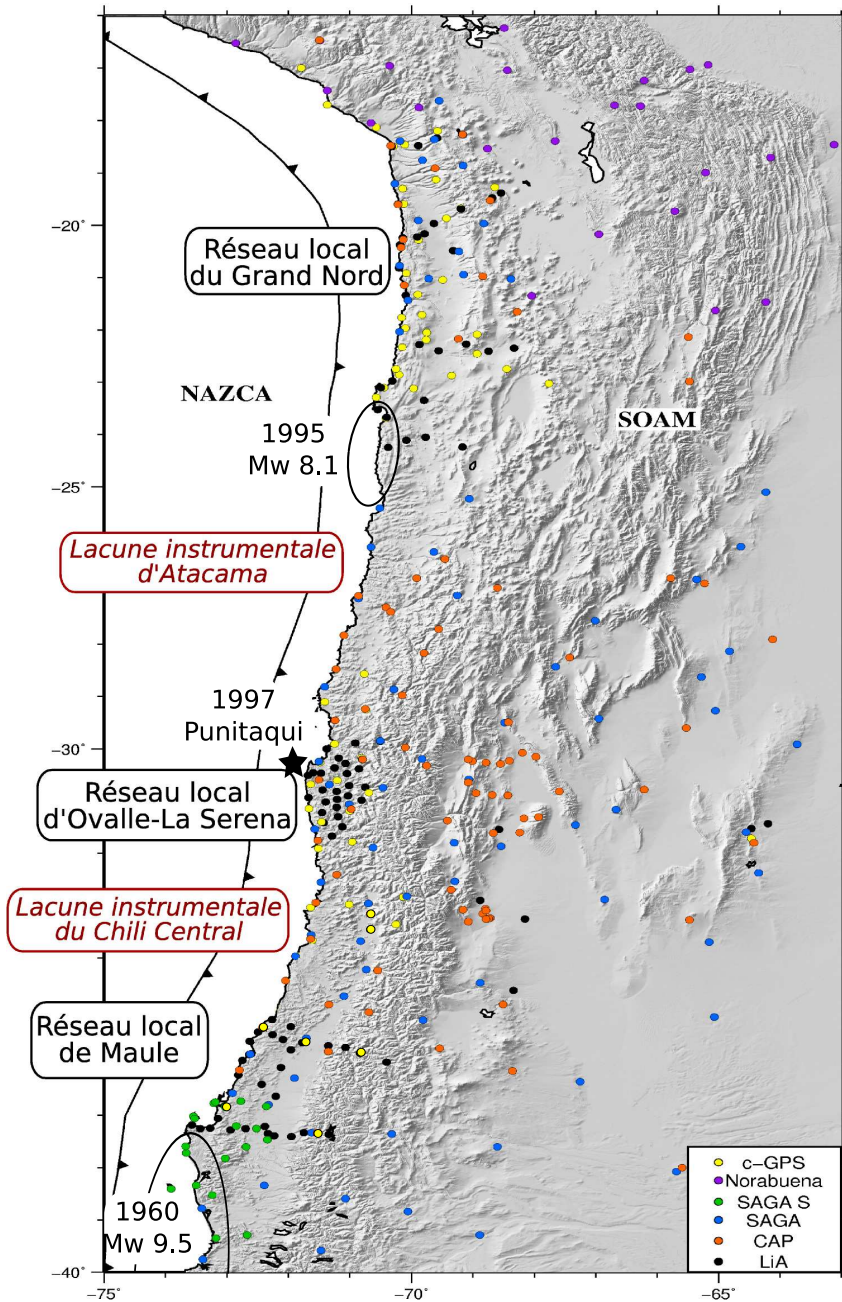 −20˚
Réseau local
du Grand Nord
NAZCA
SOAM
1995
Mw 8.1
−25˚
Lacune instrumentale
d'Atacama
1997
Punitaqui
−30˚
Réseau local
d'Ovalle-La Serena
Lacune instrumentale
du Chili Central
Réseau local
de Maule
1960
Mw 9.5
c−GPS
Norabuena
SAGA S
SAGA
CAP
LiA
−40˚
−75˚
−70˚
−65˚